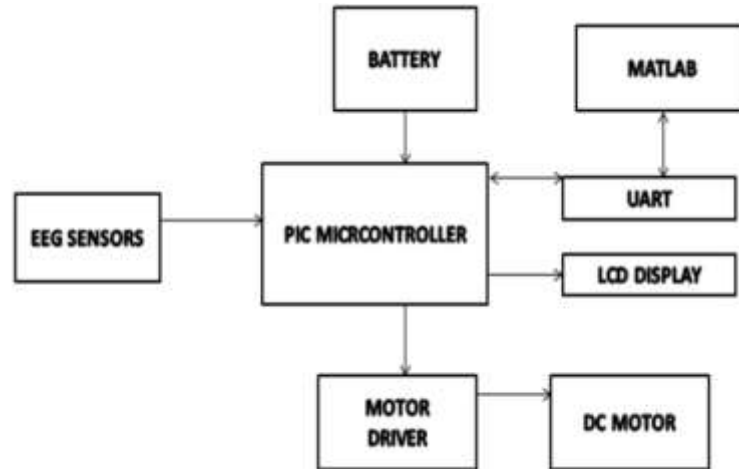 BATTERY
MATLAB
EEG SENSORS
PIC MICRCONTROLLER
UART
LCD DISPLAY
MOTOR
DRIVER
DC MOTOR